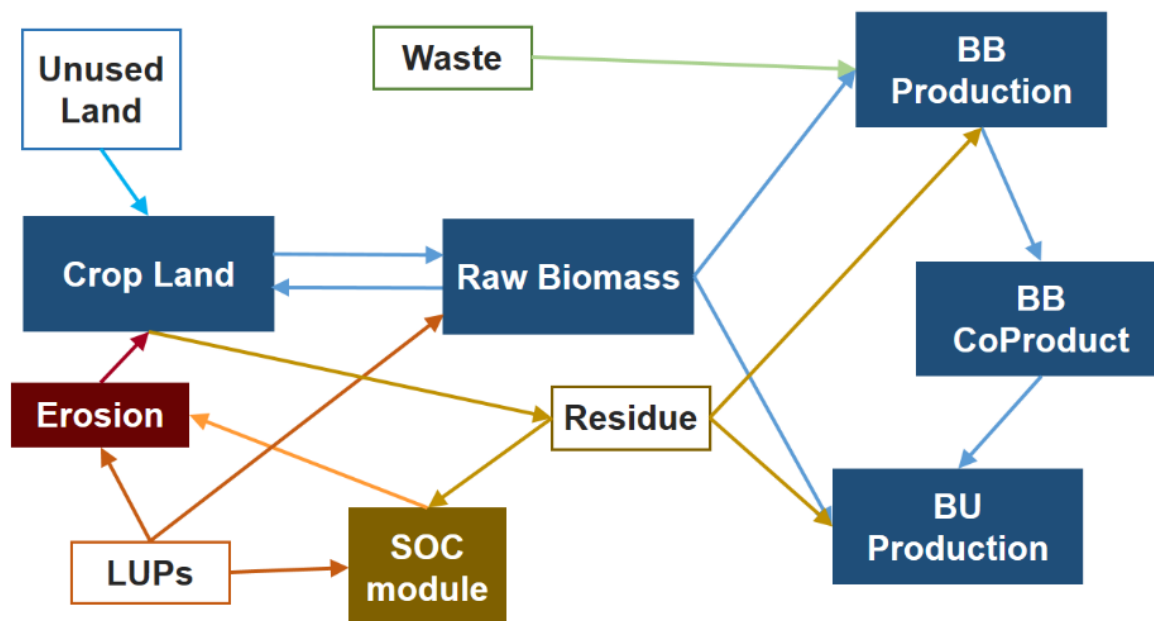 Unused
Land
Waste
BB
Production
Crop Land
Raw Biomass
BB
CoProduct
Erosion
Residue
LUPs
SOC
module
BU
Production